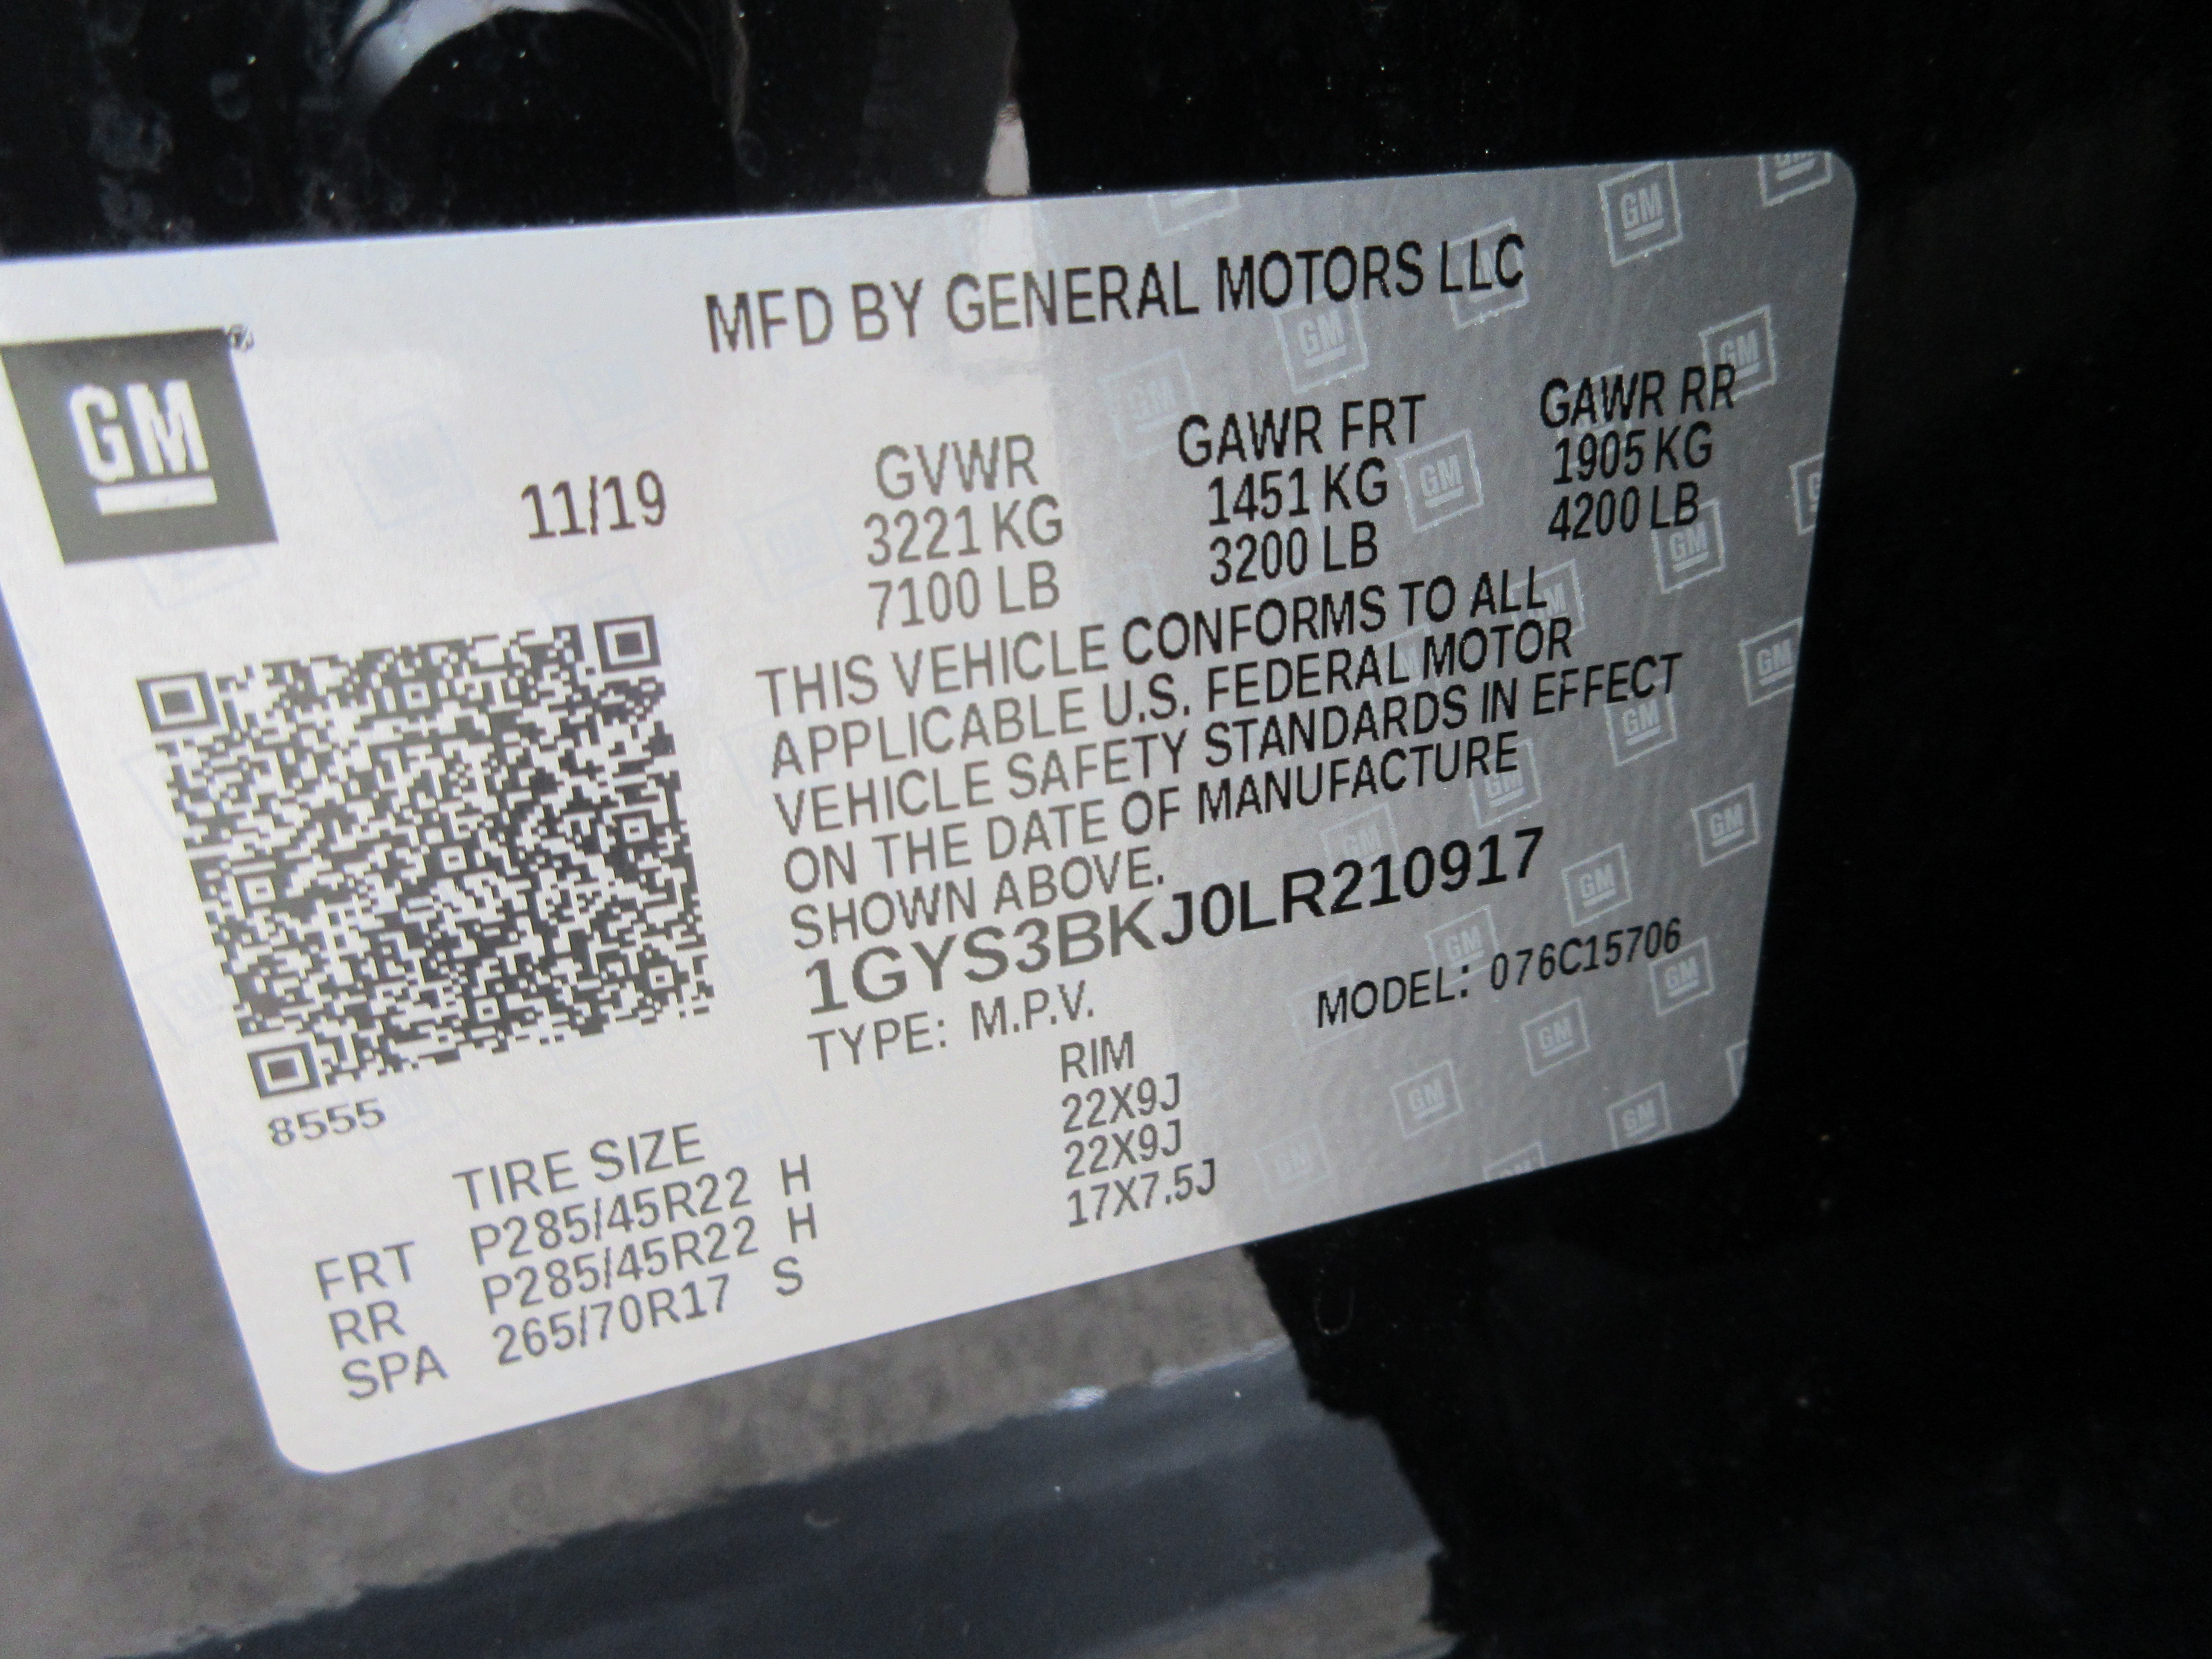 MFD BY GENERAL MOTORS LLC
GM
11/19
GVWR GAWR FRT GAWR RR
3221 KG 1451 KG 1905 KG
7100 LB 3200 LB 4200 LB
THIS VEHICLE CONFORMS TO ALL
APPLICABLE U.S. FEDERAL MOTOR
VEHICLE SAFETY STANDARDS IN EFFECT
ON THE DATE OF MANUFACTURE
SHOWN ABOVE.
1GYS3BKJ0LR210917
TYPE: M.P.V. MODEL: 076C15706
8555
TIRE SIZE RIM
FRT P285/45R22 H 22X9J
RR P285/45R22 H 22X9J
SPA 265/70R17 S 17X7.5J